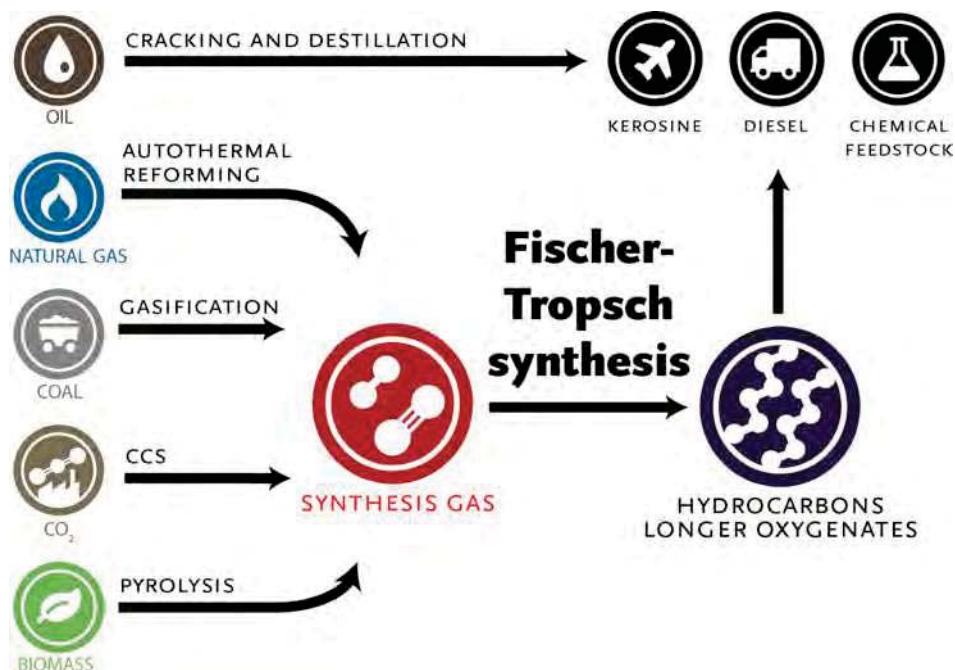 CRACKING AND DESTILLATION
OIL
KEROSINE
DIESEL
CHEMICAL
FEEDSTOCK
AUTOTHERMAL
REFORMING
NATURAL GAS
Fischer-
Tropsch
synthesis
GASIFICATION
COAL
CCS
CO₂
SYNTHESIS GAS
HYDROCARBONS
LONGER OXYGENATES
PYROLYSIS
BIOMASS